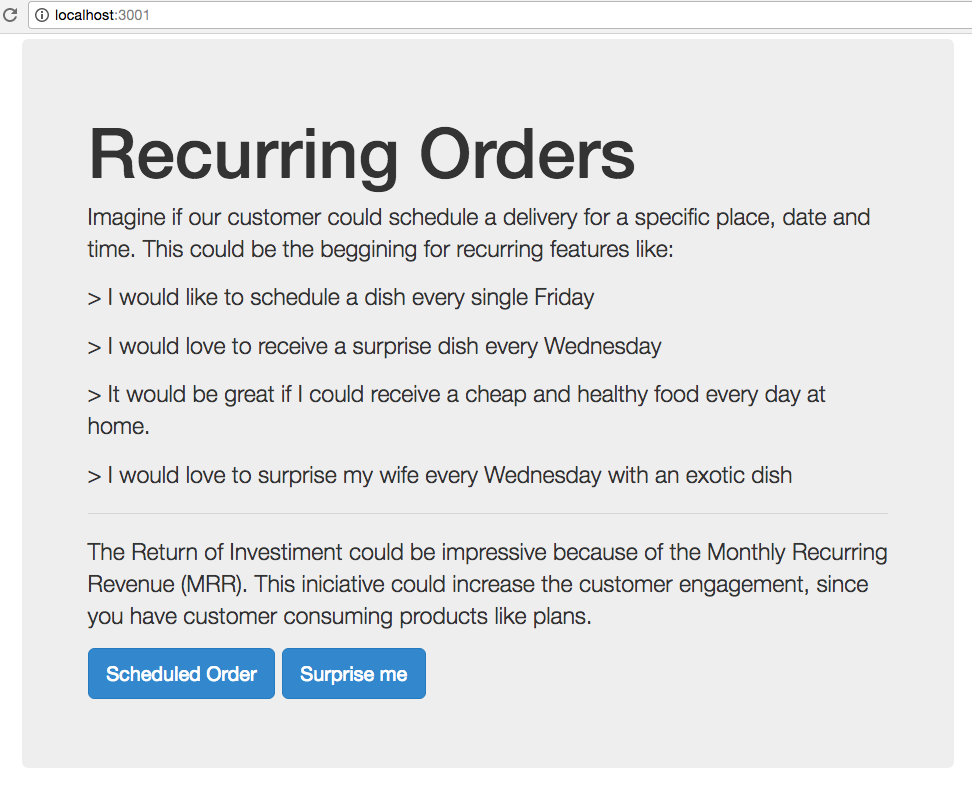 localhost:3001
Recurring Orders
Imagine if our customer could schedule a delivery for a specific place, date and
time. This could be the beggining for recurring features like:
> I would like to schedule a dish every single Friday
> I would love to receive a surprise dish every Wednesday
> It would be great if I could receive a cheap and healthy food every day at
home.
> I would love to surprise my wife every Wednesday with an exotic dish
The Return of Investiment could be impressive because of the Monthly Recurring
Revenue (MRR). This iniciative could increase the customer engagement, since
you have customer consuming products like plans.
Scheduled Order Surprise me